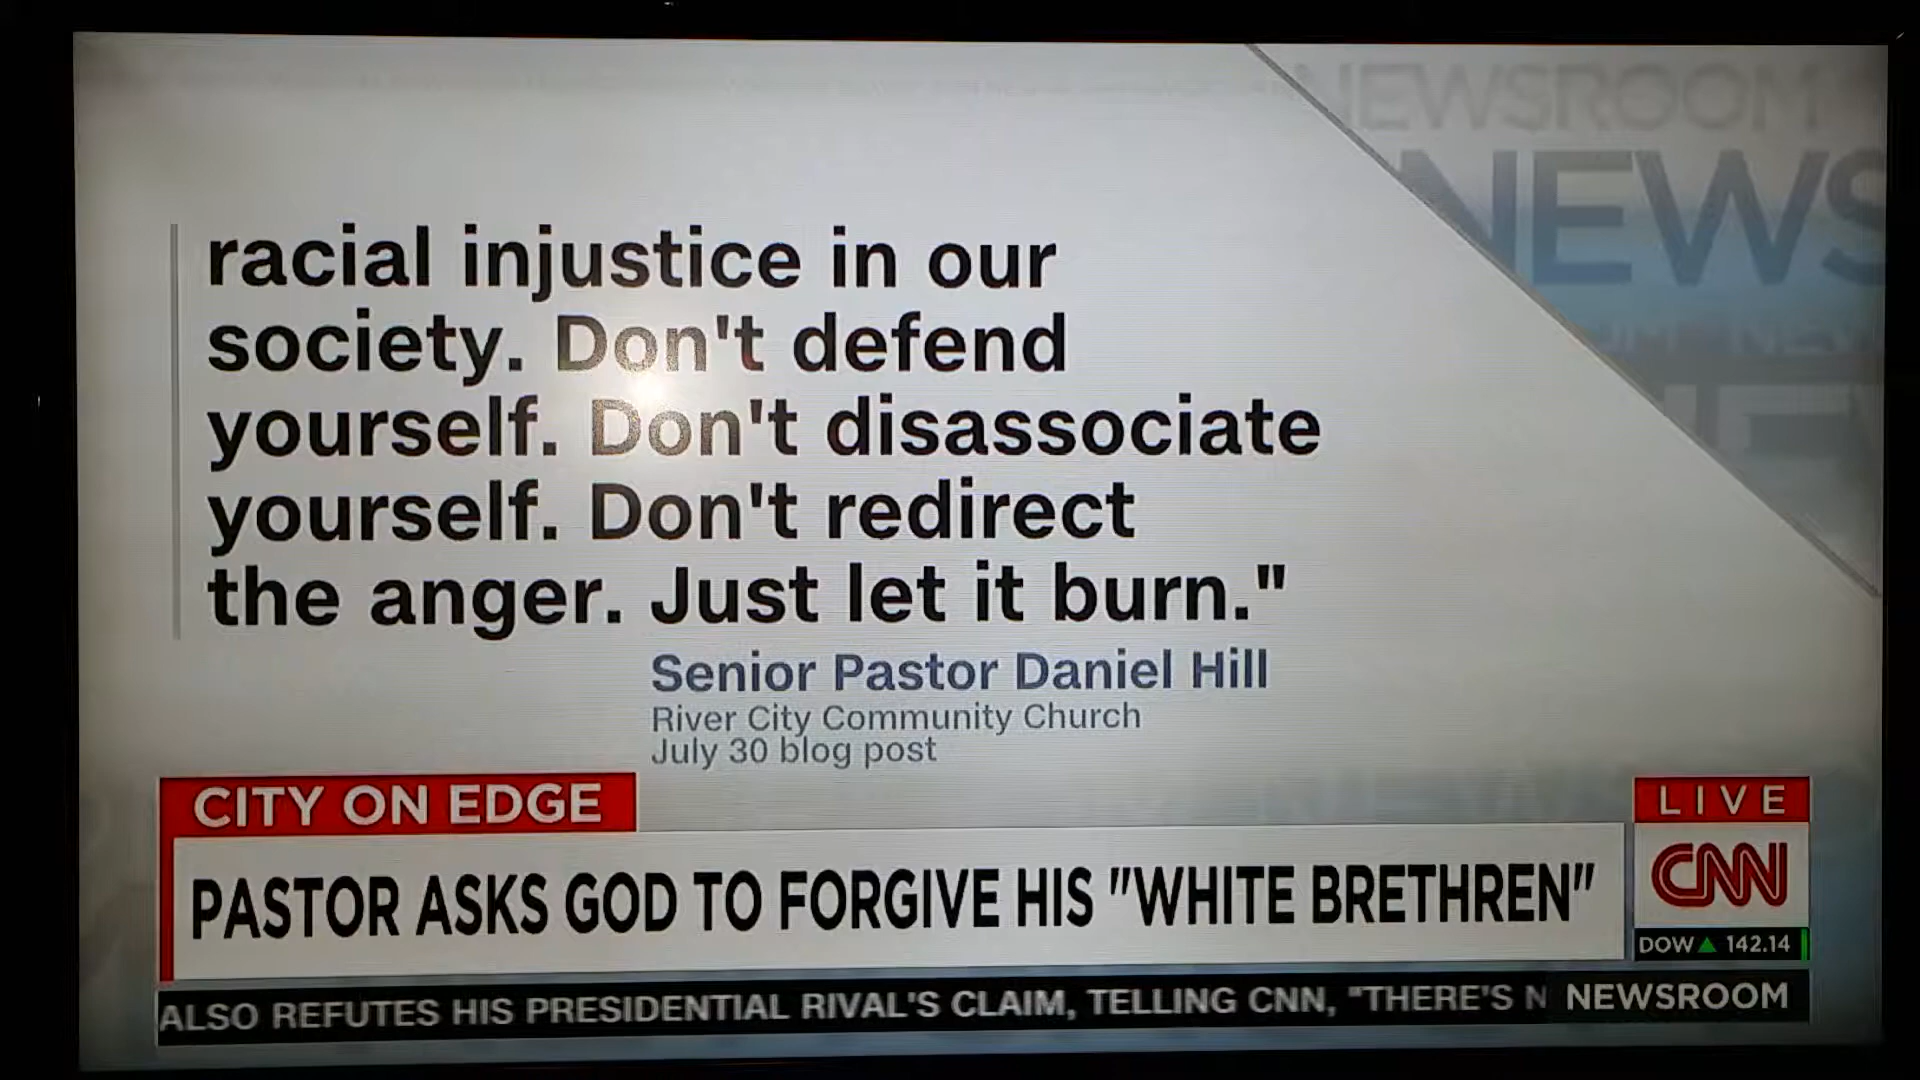 NEWSROOM
NEWS
racial injustice in our
society. Don't defend
yourself. Don't disassociate
yourself. Don't redirect
the anger. Just let it burn."
Senior Pastor Daniel Hill
River City Community Church
July 30 blog post
CITY ON EDGE
LIVE
PASTOR ASKS GOD TO FORGIVE HIS "WHITE BRETHREN"
CNN
DOW ▲ 142.14
ALSO REFUTES HIS PRESIDENTIAL RIVAL'S CLAIM, TELLING CNN, "THERE'S N
NEWSROOM